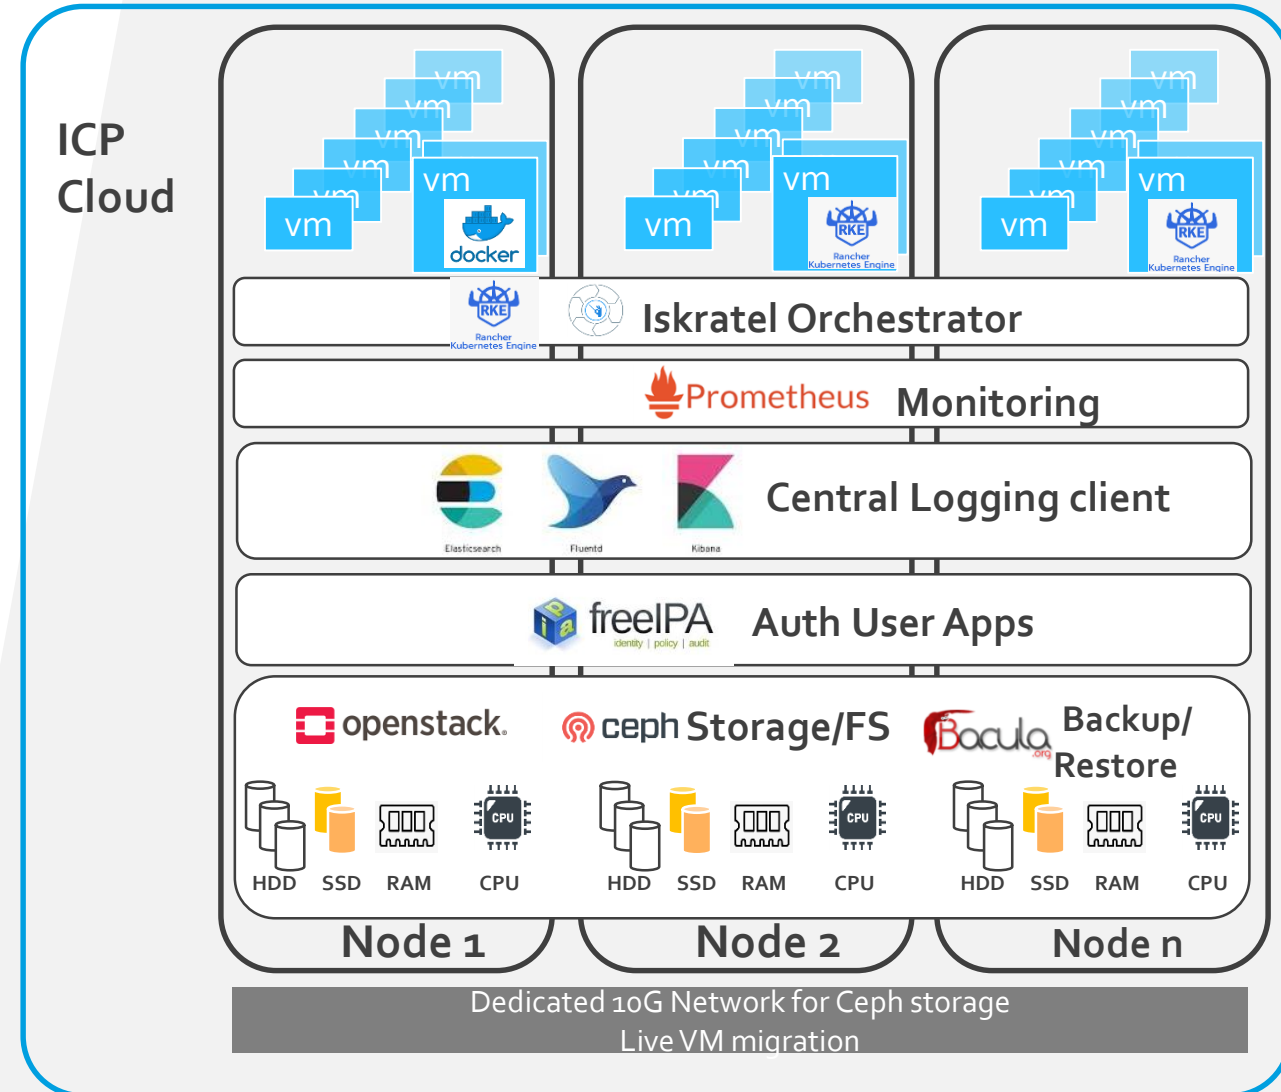 ICP
Cloud
vm
vm
vm
vm
vm
vm
vm
docker
vm
vm
vm
vm
vm
vm
vm
RKE
Rancher
Kubernetes Engine
vm
vm
vm
vm
vm
vm
vm
RKE
Rancher
Kubernetes Engine
RKE
Rancher
Kubernetes Engine
Iskratel Orchestrator
Prometheus Monitoring
Elasticsearch
Fluentd
Kibana
Central Logging client
ipa
freeIPA
identity | policy | audit
Auth User Apps
openstack.
ceph Storage/FS
Bacula
.org
Backup/
Restore
CPU
CPU
CPU
HDD SSD RAM CPU
HDD SSD RAM CPU
HDD SSD RAM CPU
Node 1
Node 2
Node n
Dedicated 10G Network for Ceph storage
Live VM migration